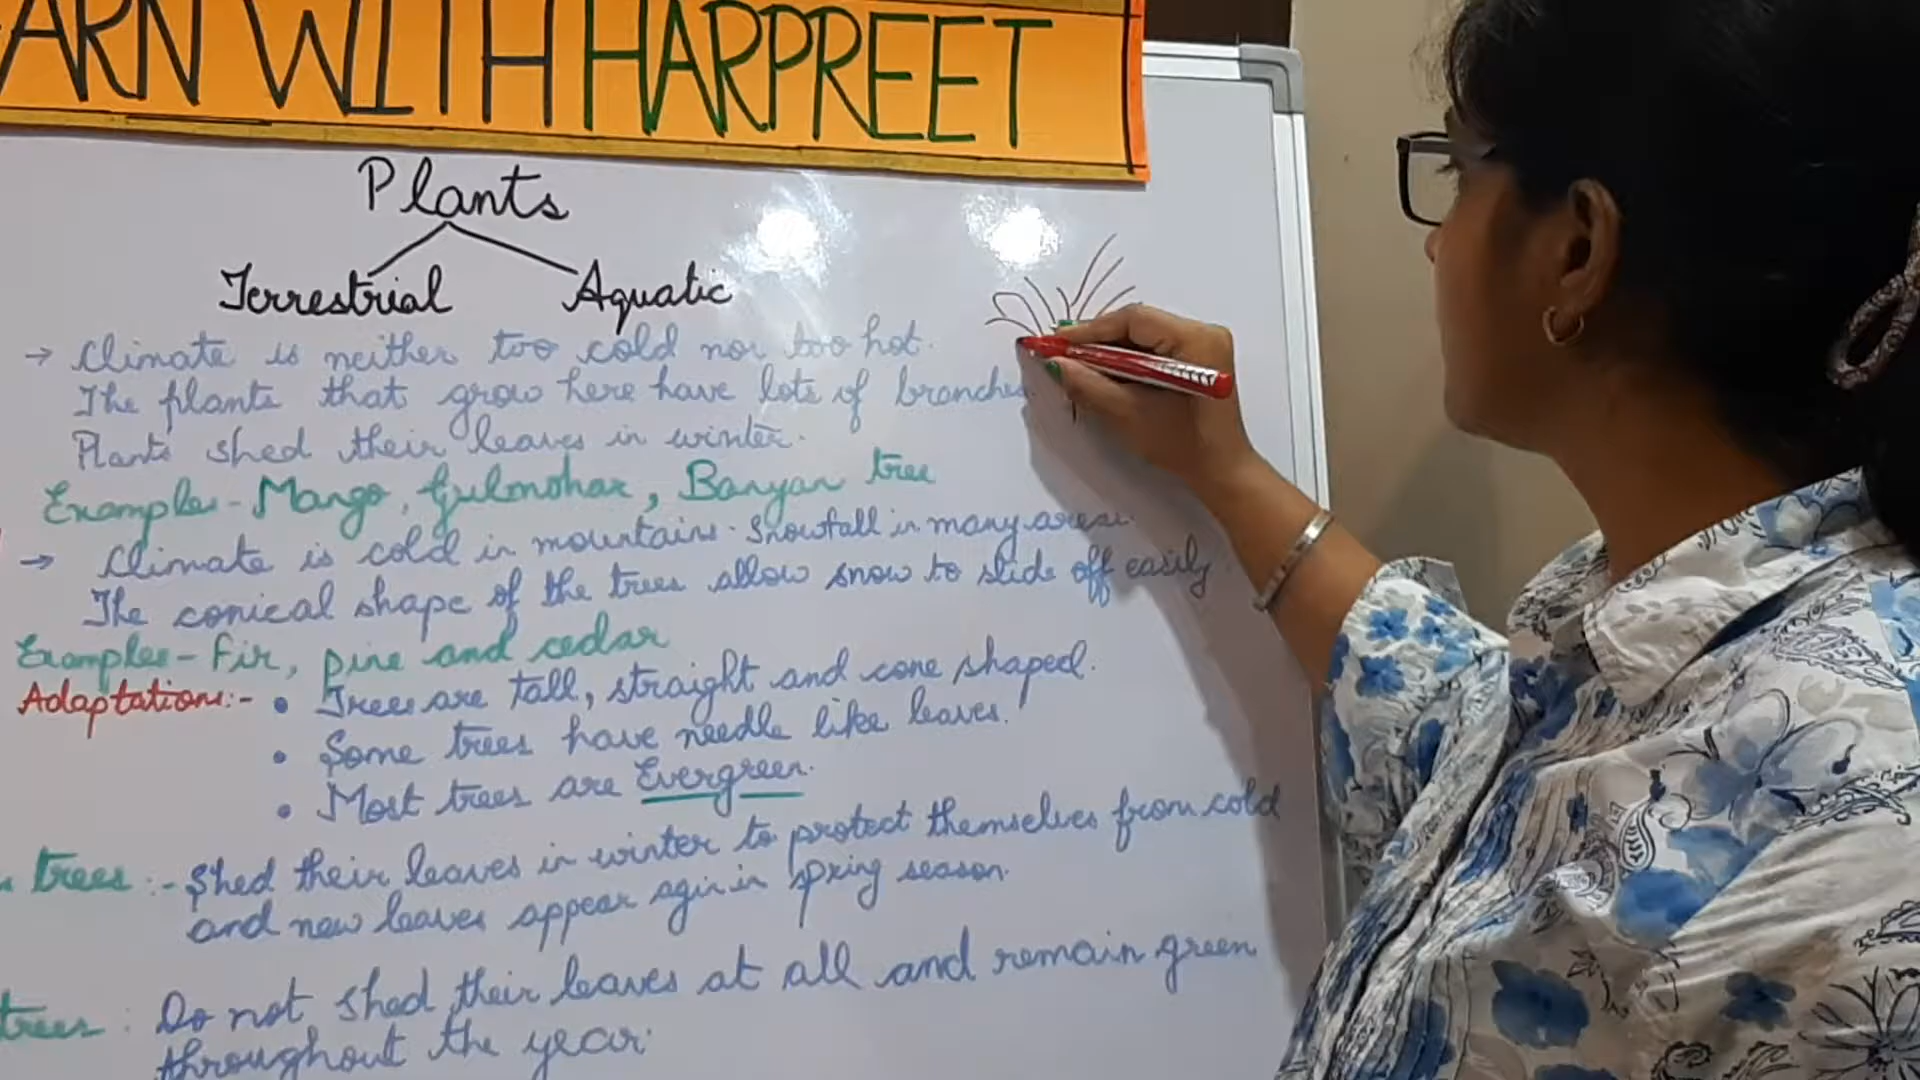 ARN WITH HARPREET
Plants
Terrestrial Aquatic
→ Climate is neither too cold nor too hot.
The plants that grow here have lots of branches.
Plants shed their leaves in winter.
Examples - Mango, Gulmohar, Banyan tree
→ Climate is cold in mountains. Snowfall in many areas.
The conical shape of the trees allow snow to slide off easily
Examples - Fir, pine and cedar
Adaptations:- • Trees are tall, straight and cone shaped.
• Some trees have needle like leaves.
• Most trees are Evergreen.
trees :- Shed their leaves in winter to protect themselves from cold
and new leaves appear agin in spring season.
trees : Do not shed their leaves at all and remain green
throughout the year.